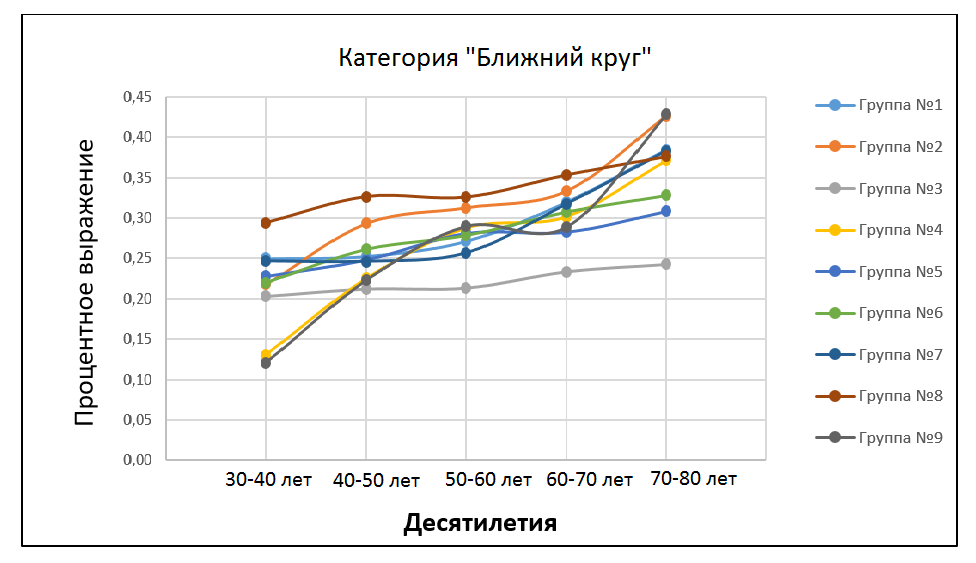 Категория "Ближний круг"
Процентное выражение
0,45
0,40
0,35
0,30
0,25
0,20
0,15
0,10
0,05
0,00
30-40 лет
40-50 лет
50-60 лет
60-70 лет
70-80 лет
Десятилетия
Группа №1
Группа №2
Группа №3
Группа №4
Группа №5
Группа №6
Группа №7
Группа №8
Группа №9